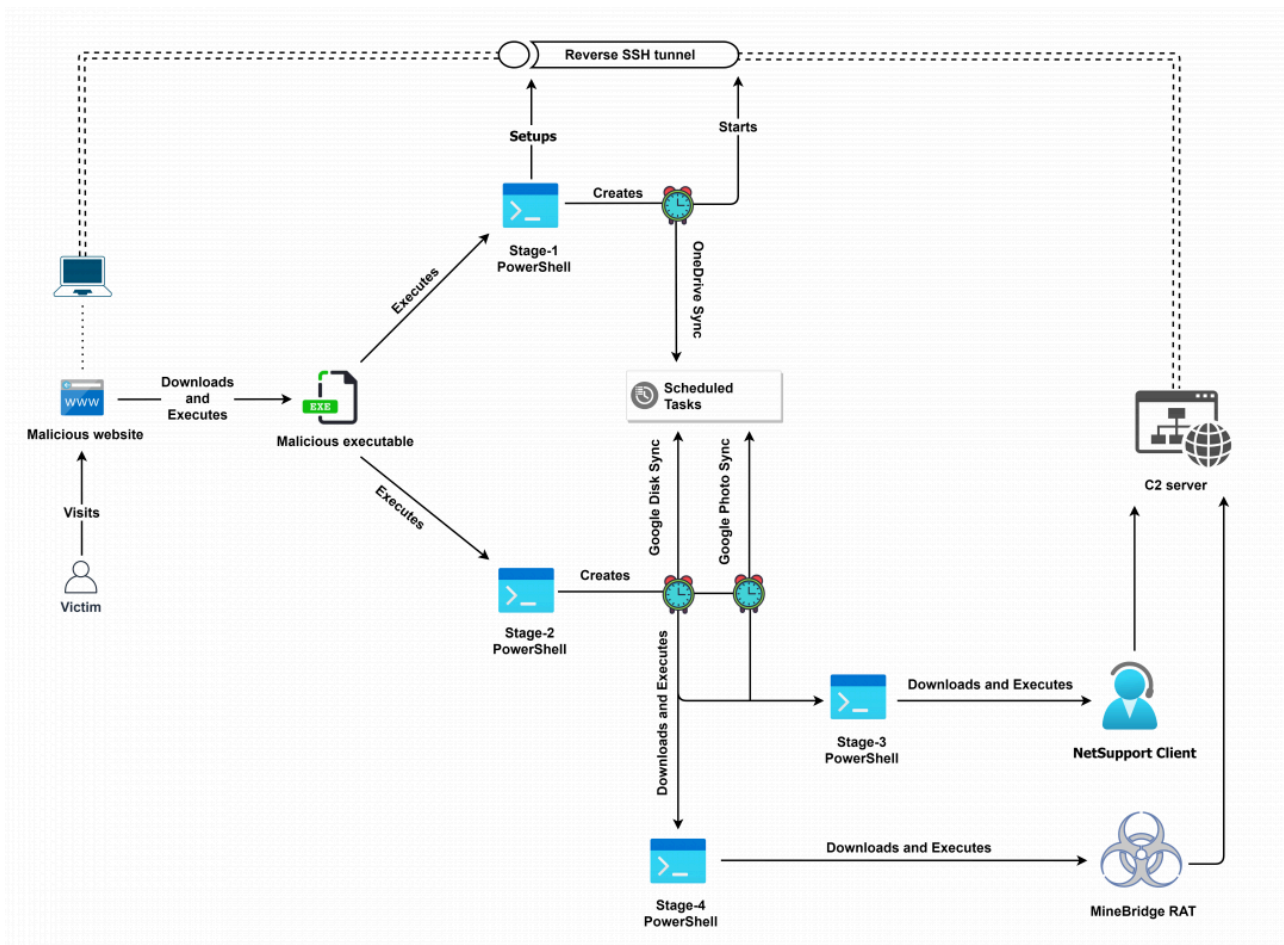 Reverse SSH tunnel
Setups
Starts
Creates
Stage-1
PowerShell
OneDrive Sync
Executes
Scheduled
Tasks
WWW
Malicious website
Downloads
and
Executes
EXE
Malicious executable
Visits
Victim
Executes
Google Disk Sync
Google Photo Sync
C2 server
Creates
Stage-2
PowerShell
Downloads and Executes
Stage-3
PowerShell
Downloads and Executes
NetSupport Client
Stage-4
PowerShell
Downloads and Executes
MineBridge RAT